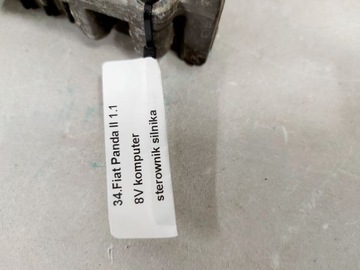 34.Fiat Panda II 1.1
8V komputer
sterownik silnika